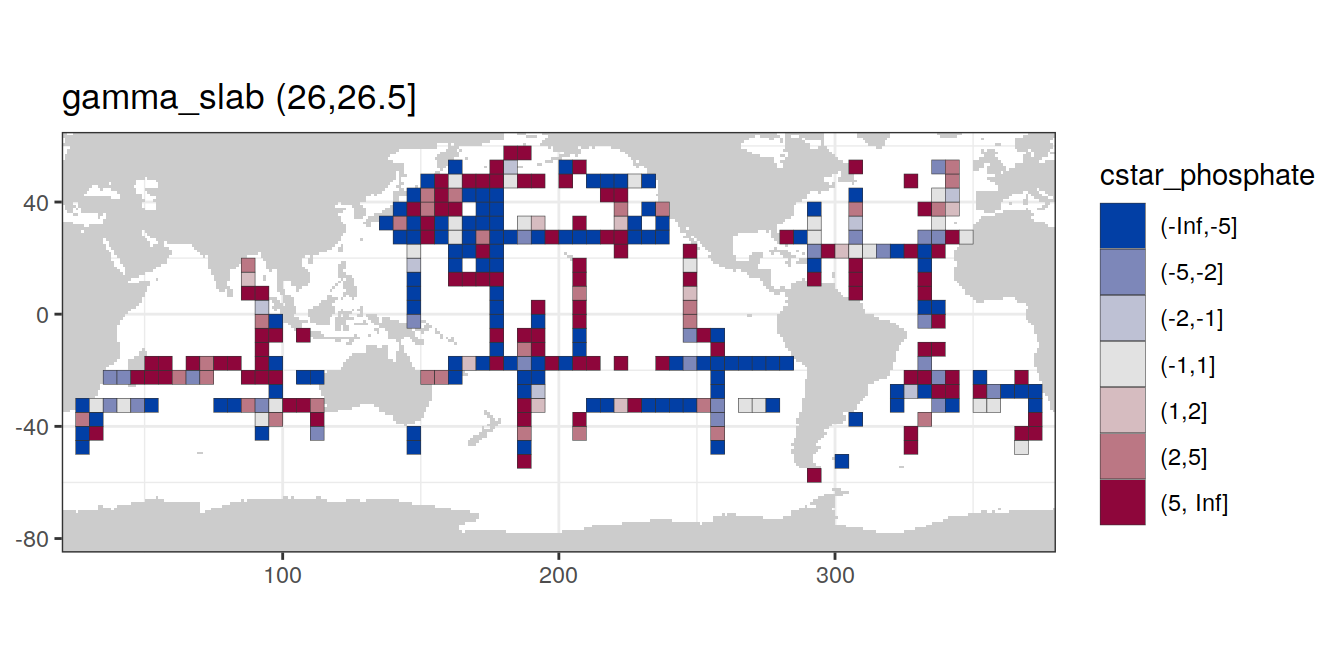 gamma_slab (26,26.5]
40
0
-40
-80
100 200 300
cstar_phosphate
(-Inf,-5]
(-5,-2]
(-2,-1]
(-1,1]
(1,2]
(2,5]
(5, Inf]